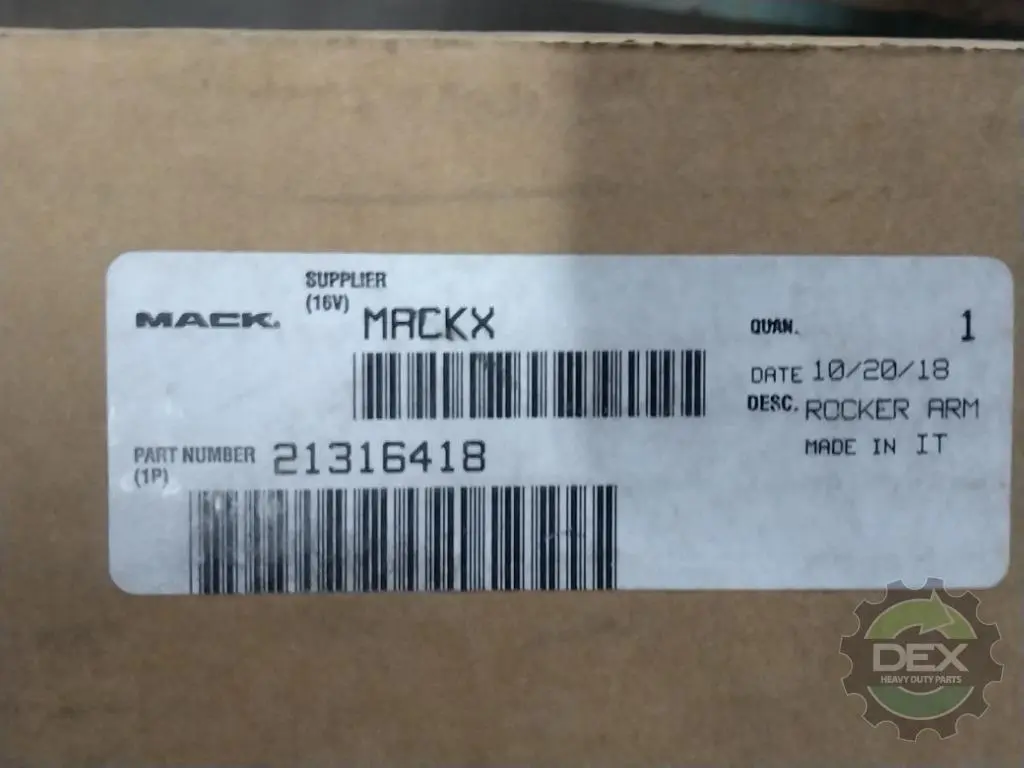 MACK.
SUPPLIER
(16V) MACKX
PART NUMBER 21316418
(1P)
QUAN. 1
DATE 10/20/18
DESC. ROCKER ARM
MADE IN IT
DEX
HEAVY DUTY PARTS